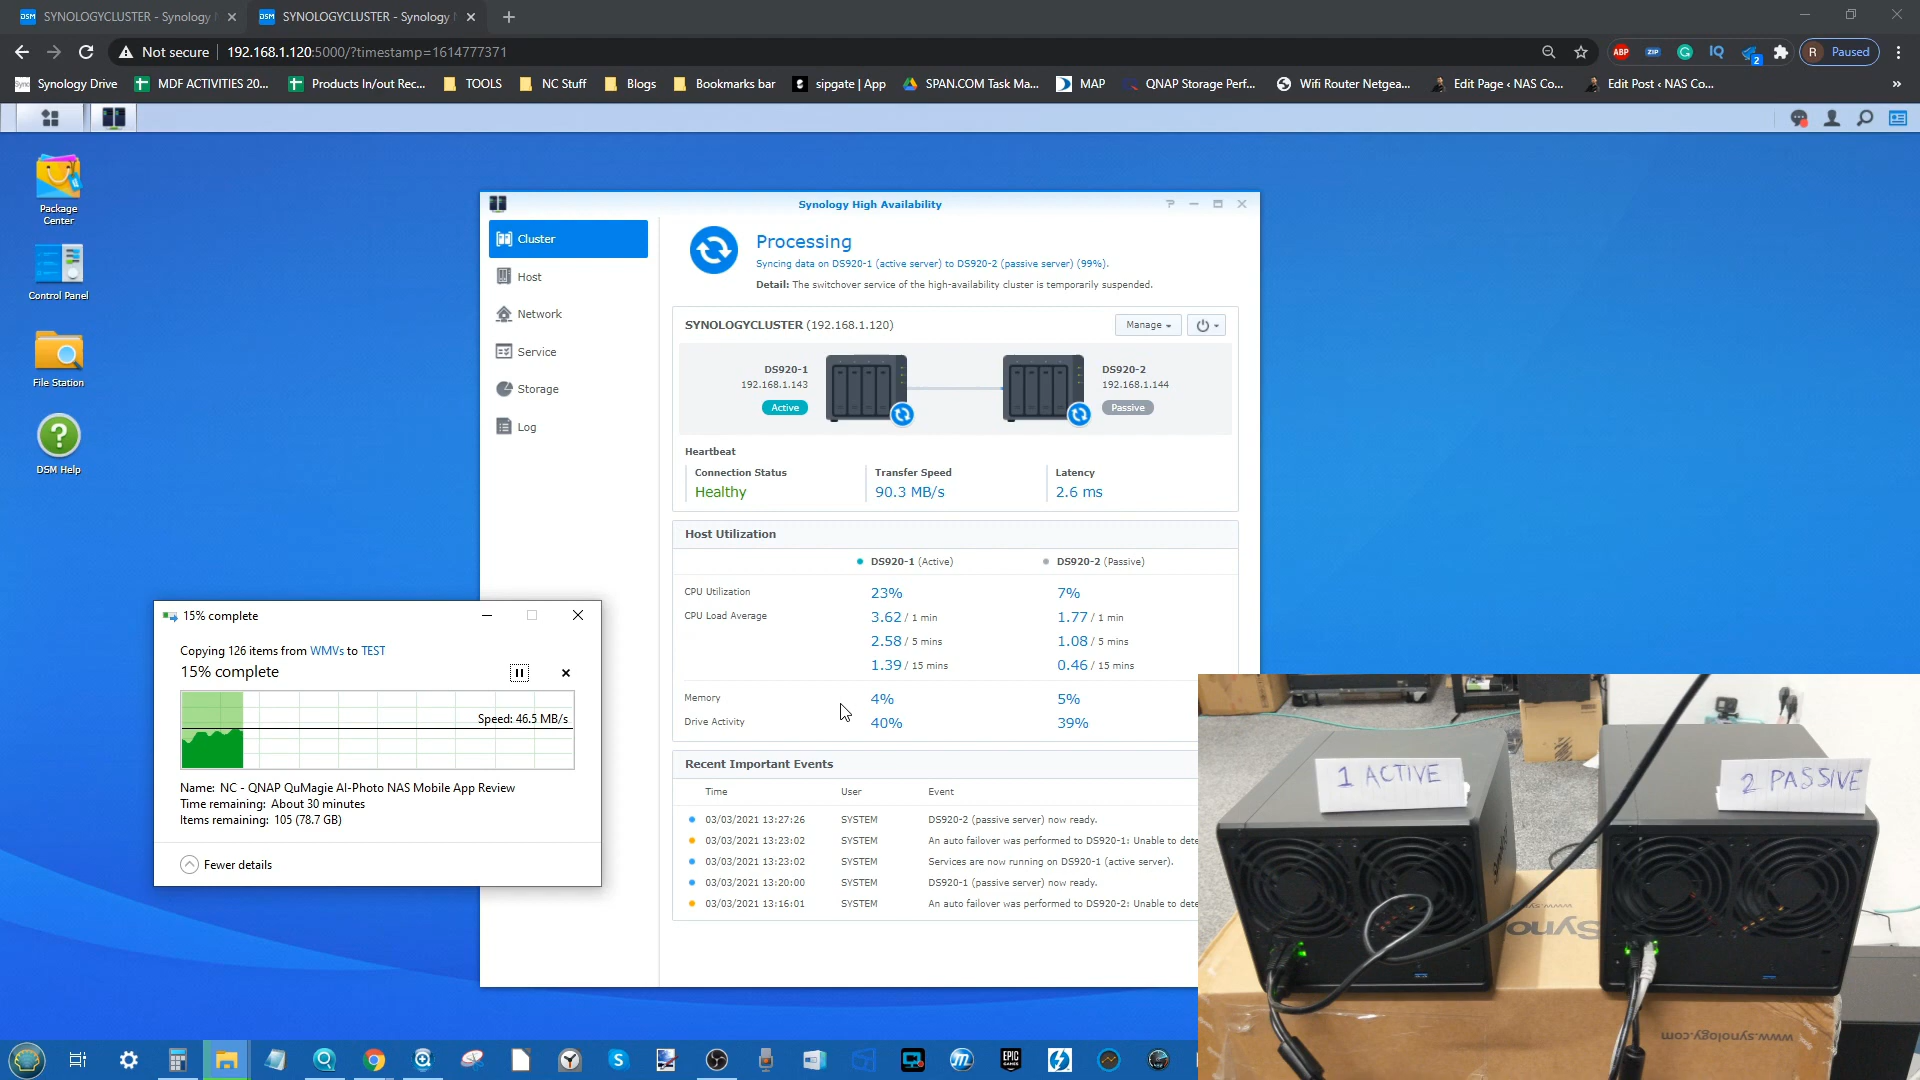 SYNOLOGYCLUSTER - Synology
SYNOLOGYCLUSTER - Synology
Not secure
192.168.1.120:5000/?timestamp=1614777371
ABP
ZIP
IQ
2
R
Paused
Synology Drive
MDF ACTIVITIES 20...
Products In/out Rec...
TOOLS
NC Stuff
Blogs
Bookmarks bar
sipgate | App
SPAN.COM Task Ma...
MAP
QNAP Storage Perf...
Wifi Router Netgea...
Edit Page ‹ NAS Co...
Edit Post ‹ NAS Co...
»
Package
Center
Control Panel
File Station
DSM Help
Synology High Availability
Cluster
Host
Network
Service
Storage
Log
Processing
Syncing data on DS920-1 (active server) to DS920-2 (passive server) (99%).
Detail: The switchover service of the high-availability cluster is temporarily suspended.
SYNOLOGYCLUSTER (192.168.1.120)
Manage
DS920-1
192.168.1.143
Active
DS920-2
192.168.1.144
Passive
Heartbeat
Connection Status
Transfer Speed
Latency
Healthy
90.3 MB/s
2.6 ms
Host Utilization
DS920-1 (Active)
DS920-2 (Passive)
CPU Utilization
23%
7%
CPU Load Average
3.62 / 1 min
1.77 / 1 min
2.58 / 5 mins
1.08 / 5 mins
1.39 / 15 mins
0.46 / 15 mins
Memory
4%
5%
Drive Activity
40%
39%
Recent Important Events
Time
User
Event
03/03/2021 13:27:26
SYSTEM
DS920-2 (passive server) now ready.
03/03/2021 13:23:02
SYSTEM
An auto failover was performed to DS920-1: Unable to dete
03/03/2021 13:23:02
SYSTEM
Services are now running on DS920-1 (active server).
03/03/2021 13:20:00
SYSTEM
DS920-1 (passive server) now ready.
03/03/2021 13:16:01
SYSTEM
An auto failover was performed to DS920-2: Unable to dete
15% complete
Copying 126 items from WMVs to TEST
15% complete
Speed: 46.5 MB/s
Name: NC - QNAP QuMagie AI-Photo NAS Mobile App Review
Time remaining: About 30 minutes
Items remaining: 105 (78.7 GB)
Fewer details
1 ACTIVE
2 PASSIVE
Syno
www.synology.com
EPIC
GAMES